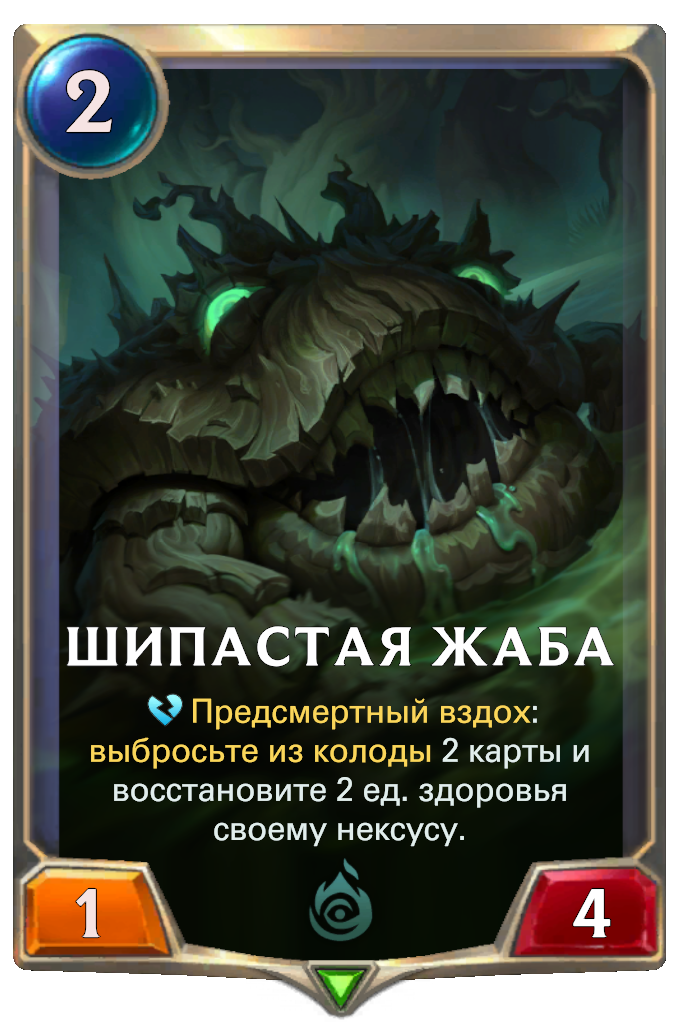 2
ШИПАСТАЯ ЖАБА
Предсмертный вздох:
выбросьте из колоды 2 карты и
восстановите 2 ед. здоровья
своему нексусу.
1
4